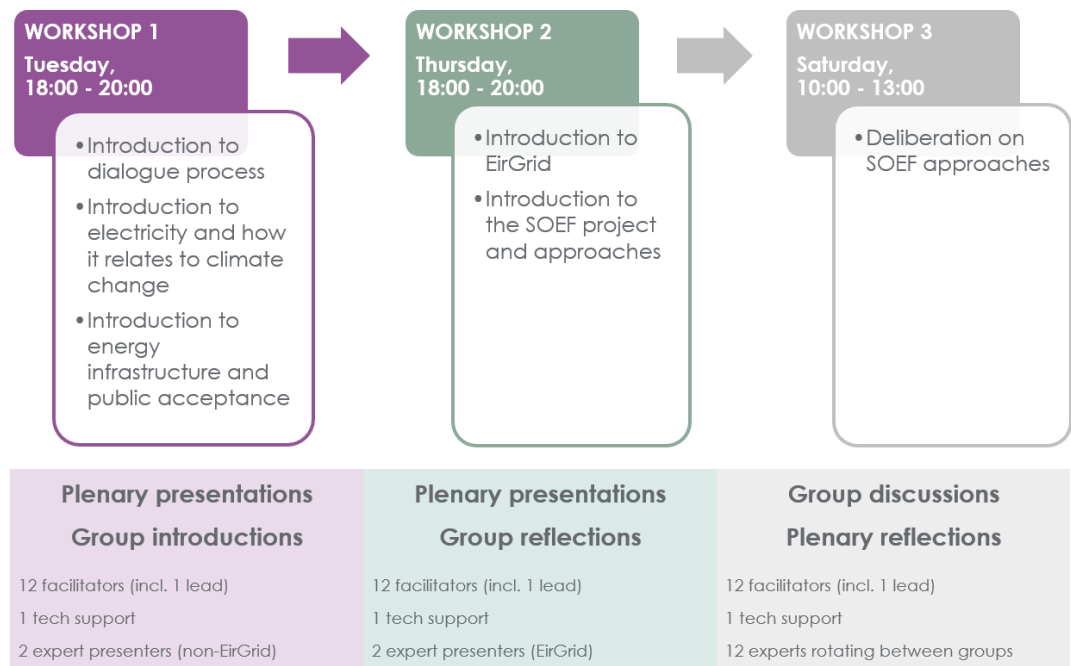 WORKSHOP 1
Tuesday,
18:00 - 20:00
•Introduction to
dialogue process
•Introduction to
electricity and how
it relates to climate
change
•Introduction to
energy
infrastructure and
public acceptance
WORKSHOP 2
Thursday,
18:00 - 20:00
•Introduction to
EirGrid
•Introduction to
the SOEF project
and approaches
WORKSHOP 3
Saturday,
10:00 - 13:00
•Deliberation on
SOEF approaches
Plenary presentations
Group introductions
12 facilitators (incl. 1 lead)
1 tech support
2 expert presenters (non-EirGrid)
Plenary presentations
Group reflections
12 facilitators (incl. 1 lead)
1 tech support
2 expert presenters (EirGrid)
Group discussions
Plenary reflections
12 facilitators (incl. 1 lead)
1 tech support
12 experts rotating between groups